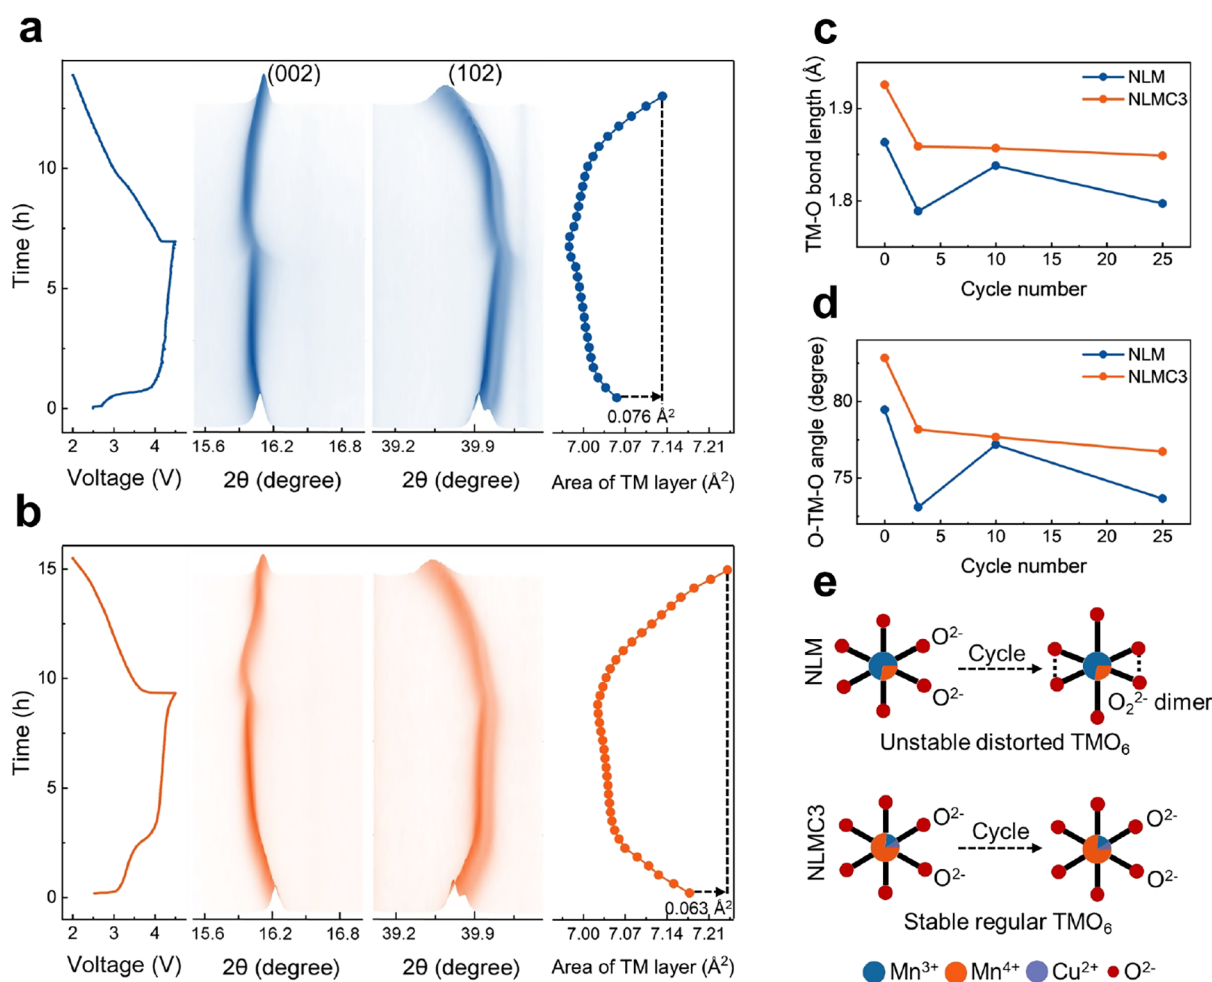 a
(002)
(102)
Time (h)
10
5
0
0.076 Å²
2 3 4
15.6 16.2 16.8
39.2 39.9
7.00 7.07 7.14 7.21
Voltage (V)
2θ (degree)
2θ (degree)
Area of TM layer (Å²)
b
Time (h)
15
10
5
0
0.063 Å²
2 3 4
15.6 16.2 16.8
39.2 39.9
7.00 7.07 7.14 7.21
Voltage (V)
2θ (degree)
2θ (degree)
Area of TM layer (Å²)
c
TM-O bond length (Å)
1.9
1.8
NLM
NLMC3
0 5 10 15 20 25
Cycle number
d
O-TM-O angle (degree)
80
75
NLM
NLMC3
0 5 10 15 20 25
Cycle number
e
NLM
O²⁻
O²⁻
Cycle
O₂²⁻ dimer
Unstable distorted TMO₆
NLMC3
O²⁻
O²⁻
Cycle
O²⁻
O²⁻
Stable regular TMO₆
Mn³⁺ Mn⁴⁺ Cu²⁺ O²⁻